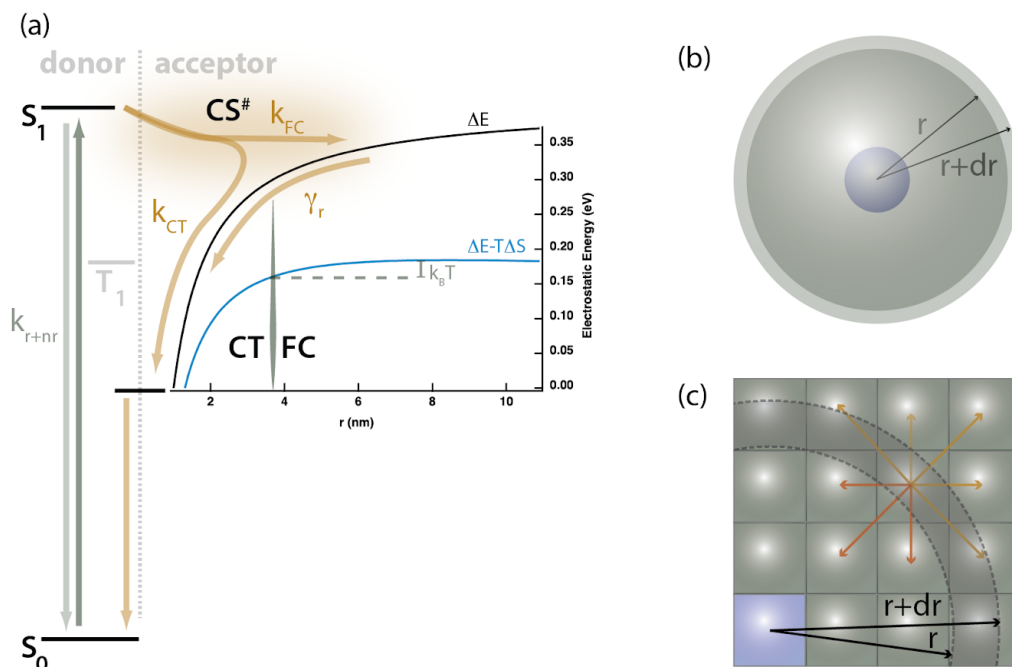 (a)
donor acceptor
S1
CS#
kFC
ΔE
0.35
0.30
γr
kCT
0.25
ΔE-TΔS
0.20
T1
kBT
0.15
kr+nr
0.10
CT FC
0.05
0.00
Electrostatic Energy (eV)
2 4 6 8 10
r (nm)
S0
(b)
r
r+dr
(c)
r+dr
r